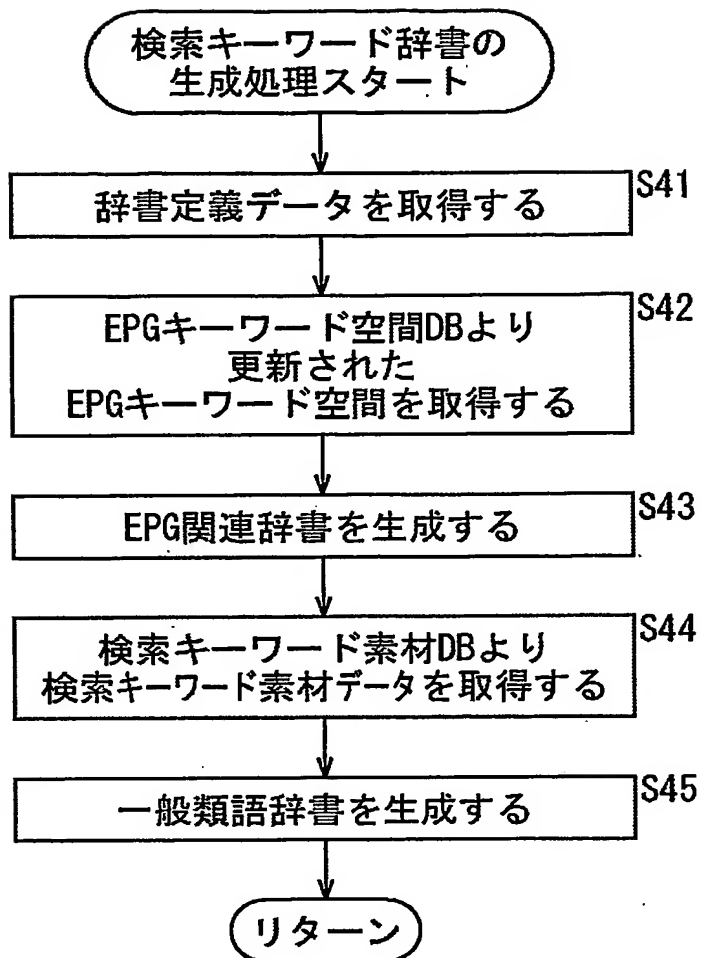 検索キーワード辞書の
生成処理スタート
S41
辞書定義データを取得する
S42
EPGキーワード空間DBより
更新された
EPGキーワード空間を取得する
S43
EPG関連辞書を生成する
S44
検索キーワード素材DBより
検索キーワード素材データを取得する
S45
一般類語辞書を生成する
リターン